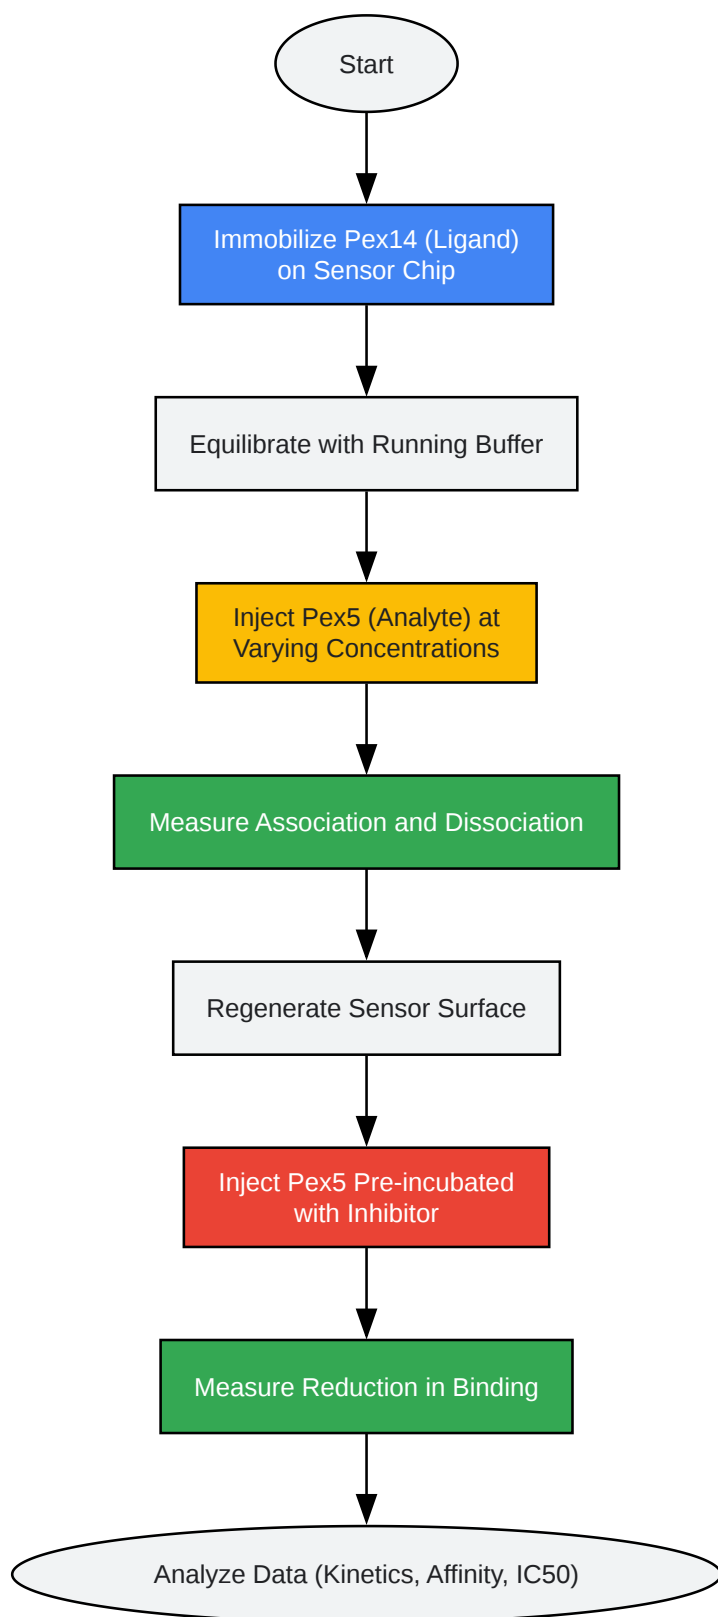 Start
Immobilize Pex14 (Ligand)
on Sensor Chip
Equilibrate with Running Buffer
Inject Pex5 (Analyte) at
Varying Concentrations
Measure Association and Dissociation
Regenerate Sensor Surface
Inject Pex5 Pre-incubated
with Inhibitor
Measure Reduction in Binding
Analyze Data (Kinetics, Affinity, IC50)